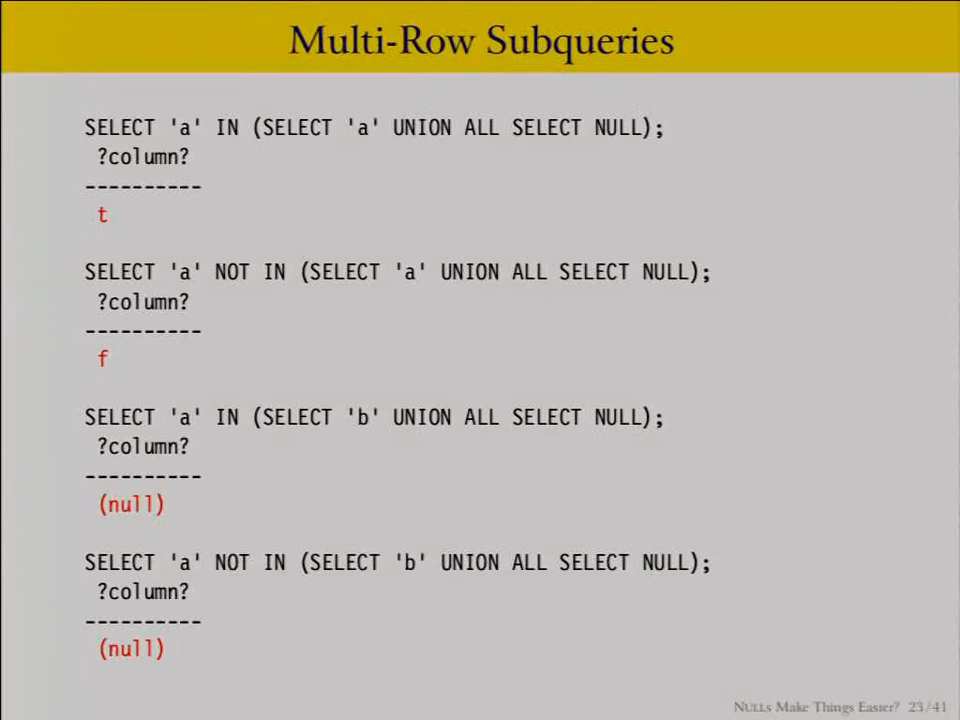 Multi-Row Subqueries
SELECT 'a' IN (SELECT 'a' UNION ALL SELECT NULL);
?column?
----------
t
SELECT 'a' NOT IN (SELECT 'a' UNION ALL SELECT NULL);
?column?
----------
f
SELECT 'a' IN (SELECT 'b' UNION ALL SELECT NULL);
?column?
----------
(null)
SELECT 'a' NOT IN (SELECT 'b' UNION ALL SELECT NULL);
?column?
----------
(null)
NULLs Make Things Easier? 23/41